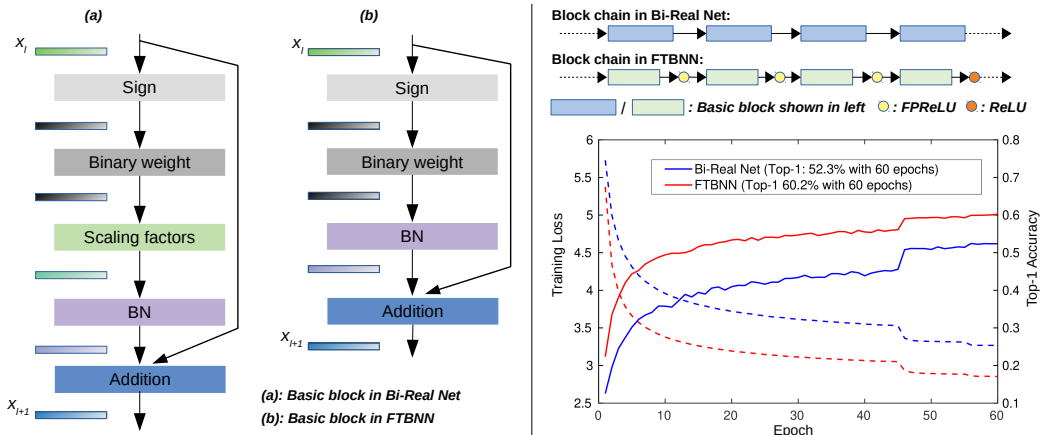 (a)
x_l
Sign
Binary weight
Scaling factors
BN
Addition
x_{l+1}
(b)
x_l
Sign
Binary weight
BN
Addition
x_{l+1}
(a): Basic block in Bi-Real Net
(b): Basic block in FTBNN
Block chain in Bi-Real Net:
Block chain in FTBNN:
/ : Basic block shown in left : FPReLU : ReLU
Bi-Real Net (Top-1: 52.3% with 60 epochs)
FTBNN (Top-1 60.2% with 60 epochs)
Training Loss
6
5.5
5
4.5
4
3.5
3
2.5
Top-1 Accuracy
0.8
0.7
0.6
0.5
0.4
0.3
0.2
0.1
0 10 20 30 40 50 60
Epoch